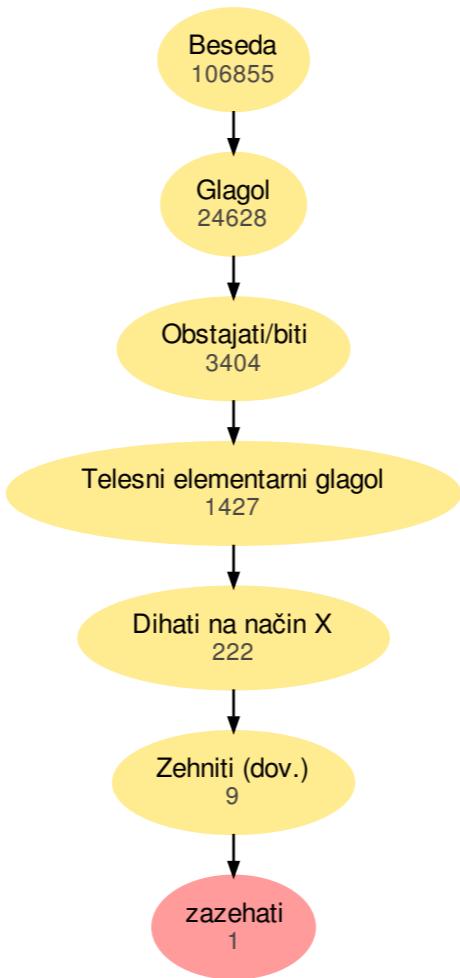 Beseda
106855
Glagol
24628
Obstajati/biti
3404
Telesni elementarni glagol
1427
Dihati na način X
222
Zehniti (dov.)
9
zazehati
1